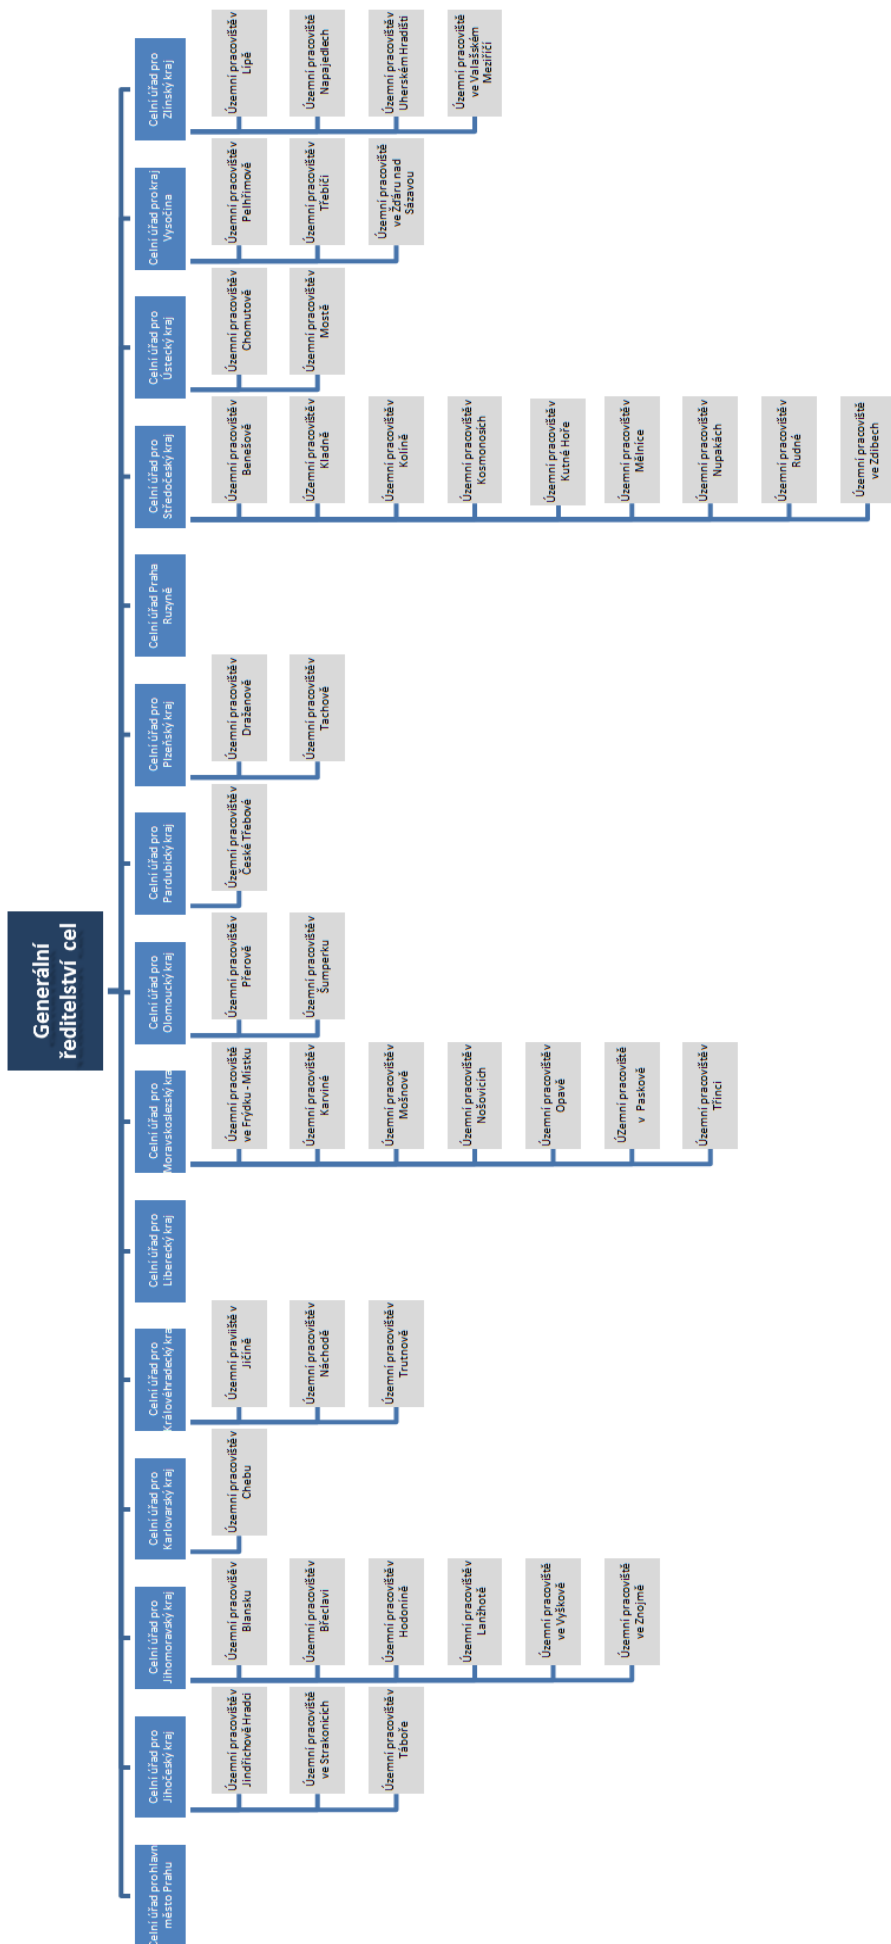 Generální
ředitelství cel
Celní úřad pro hlavn
město Prahu
Celní úřad pro
Jihočeský kraj
Územní pracoviště v
Jindřichově Hradci
Územní pracoviště
ve Strakonicích
Územní pracoviště v
Táboře
Celní úřad pro
Jihomoravský kraj
Územní pracovišě v
Blansku
Územní pracoviště v
Břeclavi
Územní pracoviště v
Hodoníně
Územní pracoviště v
Lanžhotě
Územní pracoviště
ve Vyškově
Územní pracoviště
ve Znojmě
Celní úřad pro
Karlovarský kraj
Územní pracoviště v
Chebu
Celní úřad pro
Královéhradecký kra
Územní praviiště v
Jičíně
Územní pracoviště v
Náchodě
Územní pracoviště v
Trutnově
Celní úřad pro
Liberecký kraj
Celní úřad pro
Moravskoslezský kra
Územní pracoviště
ve Frýdku - Místku
Územní pracoviště v
Karviné
Územní pracoviště v
Mošnově
Územní pracoviště v
Nošovicích
Územní pracoviště v
Opavě
ÚZemní pracoviště
v Paskově
Územní pracoviště v
Třinci
Celní úřad pro
Olomoucký kraj
Územní pracoviště v
Přerově
Územní pracoviště v
Šumperku
Celní úřad pro
Pardubický kraj
Územní pracoviště v
České Třebové
Celní úřad pro
Plzeňský kraj
Územní pracoviště v
Draženově
Územní pracoviště v
Tachově
Celní úřad Praha
Ruzyně
Celní úřad pro
Středočeský kraj
Územní pracoviště v
Benešově
ÚZemní pracoviště v
Kladně
Územní pracoviště v
Kolíně
Územní pracoviště v
Kosmonosích
Územní pracoviště v
Kutné Hoře
Územní pracoviště v
Mělníce
Územní pracoviště v
Nupakách
Územní pracoviště v
Rudné
Územní pracoviště
ve Zdibech
Celní úřad pro
Ústecký kraj
Územní pracoviště v
Chomutově
Územní pracoviště v
Mostě
Celní úřad pro kraj
Vysočina
Územní pracoviště v
Pelhřimově
Územní pracoviště v
Třebíči
Územní pracoviště
ve Žďáru nad
Sázavou
Celní úřad pro
Zlínský kraj
Územní pracoviště v
Lípě
Územní pracoviště v
Napajedlech
Územní pracoviště v
Uherském Hradišti
Územní pracoviště
ve Valašském
Meziříčí